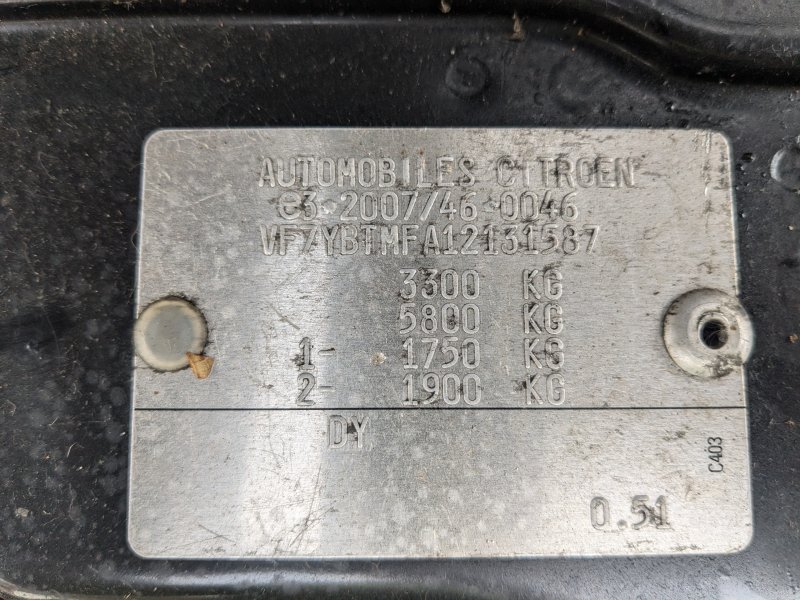 AUTOMOBILES CITROEN
e3*2007/46*0046
VF7YBTMFA12131587
3300 KG
5800 KG
1- 1750 KG
2- 1900 KG
DY
C403
0.51